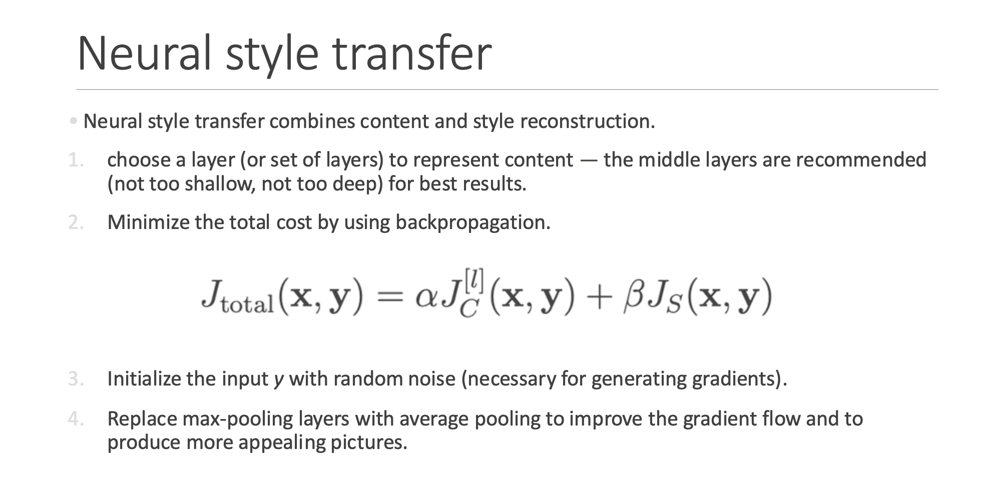 Neural style transfer
• Neural style transfer combines content and style reconstruction.
1. choose a layer (or set of layers) to represent content — the middle layers are recommended
(not too shallow, not too deep) for best results.
2. Minimize the total cost by using backpropagation.
J_total(x, y) = αJ_C^[l](x, y) + βJ_S(x, y)
3. Initialize the input y with random noise (necessary for generating gradients).
4. Replace max-pooling layers with average pooling to improve the gradient flow and to
produce more appealing pictures.